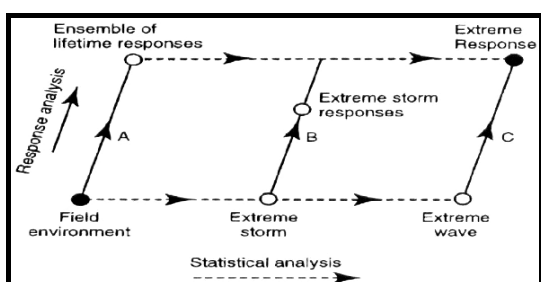 Ensemble of
lifetime responses
Extreme
Response
Response analysis
Extreme storm
responses
A
B
C
Field
environment
Extreme
storm
Extreme
wave
Statistical analysis